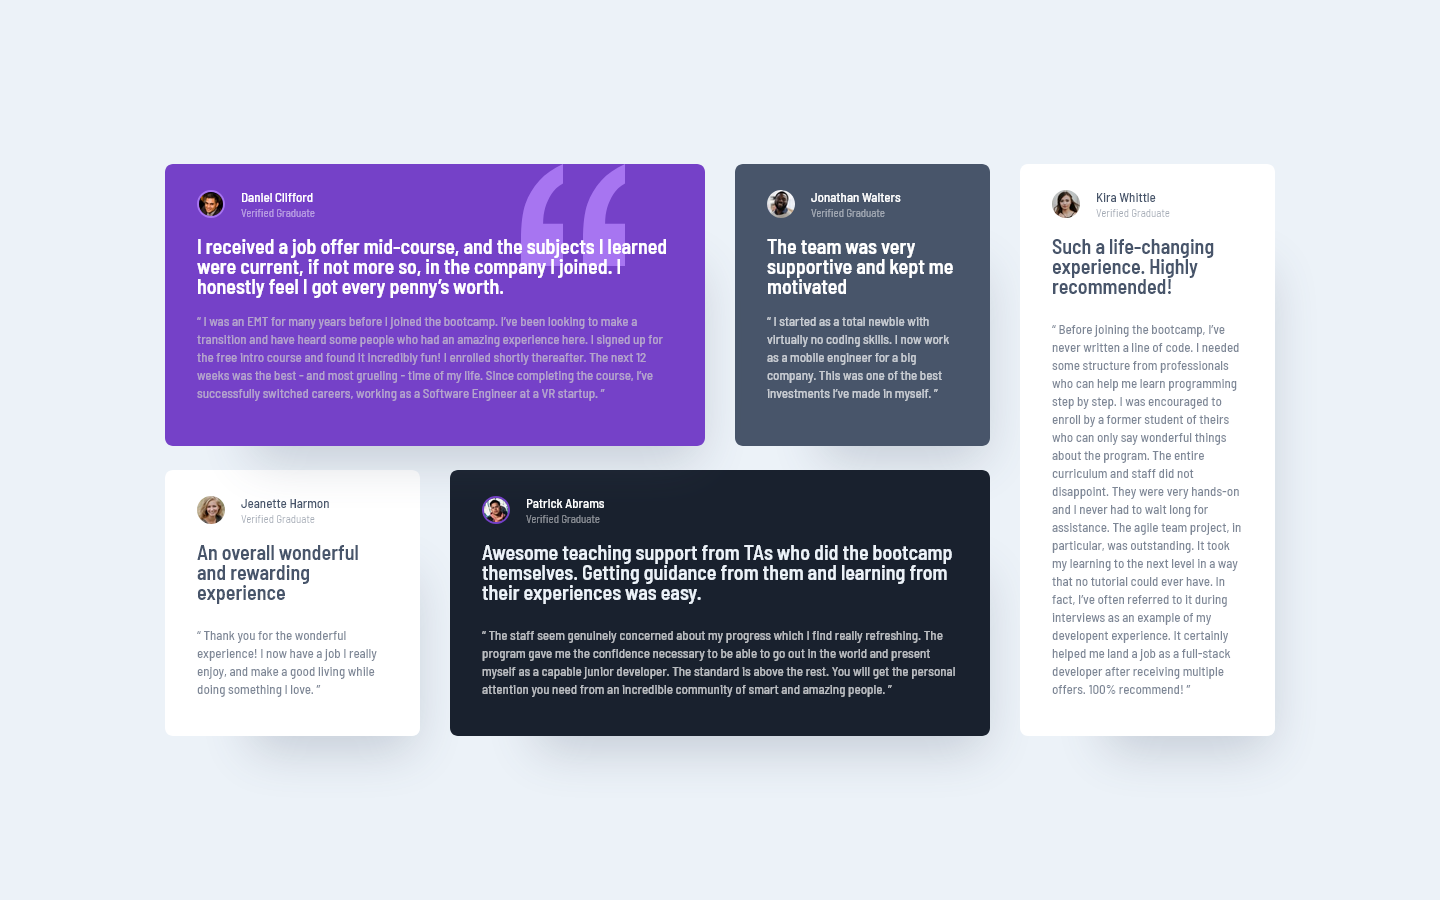 Daniel Clifford
Verified Graduate
I received a job offer mid-course, and the subjects I learned
were current, if not more so, in the company I joined. I
honestly feel I got every penny’s worth.
“ I was an EMT for many years before I joined the bootcamp. I’ve been looking to make a
transition and have heard some people who had an amazing experience here. I signed up for
the free intro course and found it incredibly fun! I enrolled shortly thereafter. The next 12
weeks was the best - and most grueling - time of my life. Since completing the course, I’ve
successfully switched careers, working as a Software Engineer at a VR startup. ”
Jonathan Walters
Verified Graduate
The team was very
supportive and kept me
motivated
“ I started as a total newbie with
virtually no coding skills. I now work
as a mobile engineer for a big
company. This was one of the best
investments I’ve made in myself. ”
Kira Whittle
Verified Graduate
Such a life-changing
experience. Highly
recommended!
“ Before joining the bootcamp, I’ve
never written a line of code. I needed
some structure from professionals
who can help me learn programming
step by step. I was encouraged to
enroll by a former student of theirs
who can only say wonderful things
about the program. The entire
curriculum and staff did not
disappoint. They were very hands-on
and I never had to wait long for
assistance. The agile team project, in
particular, was outstanding. It took
my learning to the next level in a way
that no tutorial could ever have. In
fact, I’ve often referred to it during
interviews as an example of my
developent experience. It certainly
helped me land a job as a full-stack
developer after receiving multiple
offers. 100% recommend! ”
Jeanette Harmon
Verified Graduate
An overall wonderful
and rewarding
experience
“ Thank you for the wonderful
experience! I now have a job I really
enjoy, and make a good living while
doing something I love. ”
Patrick Abrams
Verified Graduate
Awesome teaching support from TAs who did the bootcamp
themselves. Getting guidance from them and learning from
their experiences was easy.
“ The staff seem genuinely concerned about my progress which I find really refreshing. The
program gave me the confidence necessary to be able to go out in the world and present
myself as a capable junior developer. The standard is above the rest. You will get the personal
attention you need from an incredible community of smart and amazing people. ”